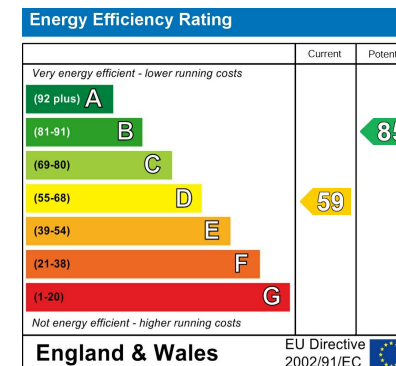 Energy Efficiency Rating
Current
Very energy efficient - lower running costs
(92 plus) A
(81-91) B
(69-80) C
(55-68) D
59
(39-54) E
(21-38) F
(1-20) G
Not energy efficient - higher running costs
England & Wales
EU Directive
2002/91/EC